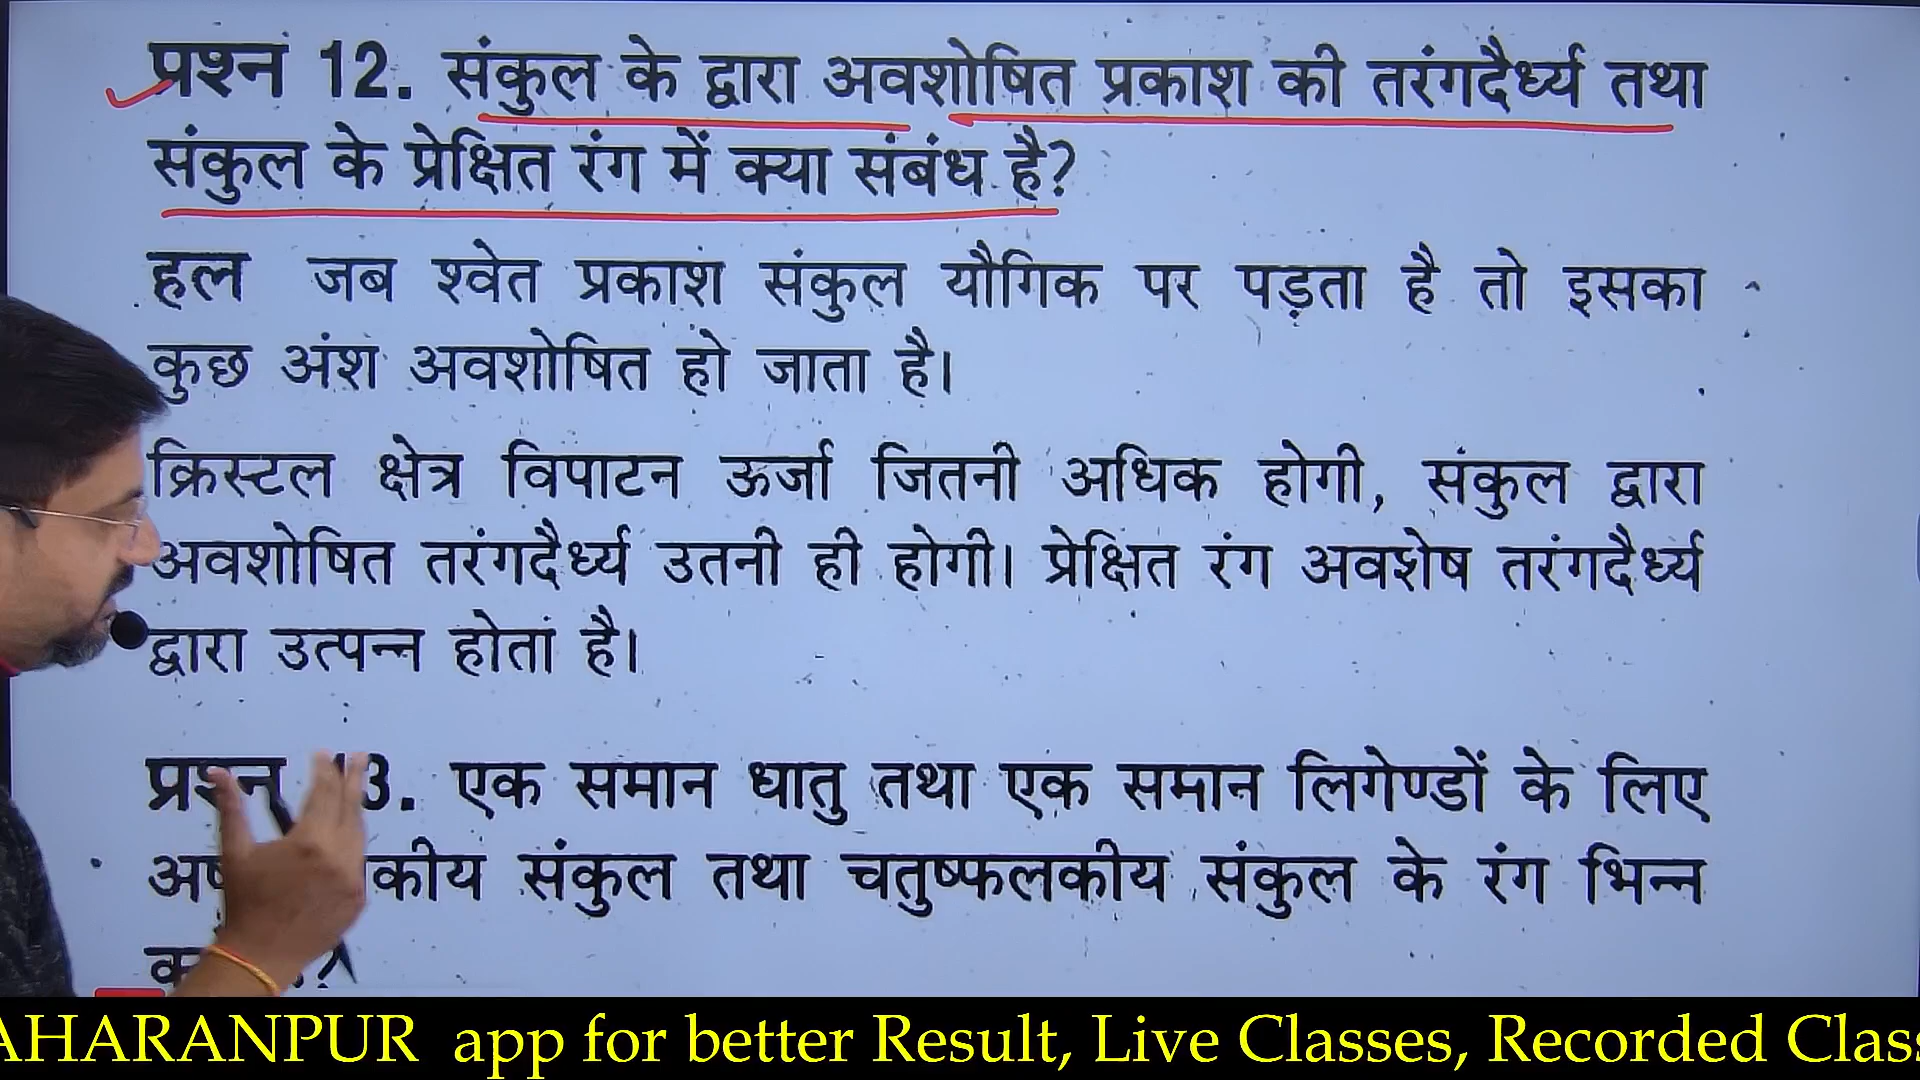 प्रश्न 12. संकुल के द्वारा अवशोषित प्रकाश की तरंगदैर्ध्य तथा
संकुल के प्रेक्षित रंग में क्या संबंध है?
हल जब श्वेत प्रकाश संकुल यौगिक पर पड़ता है तो इसका
कुछ अंश अवशोषित हो जाता है।
क्रिस्टल क्षेत्र विपाटन ऊर्जा जितनी अधिक होगी, संकुल द्वारा
अवशोषित तरंगदैर्ध्य उतनी ही होगी। प्रेक्षित रंग अवशेष तरंगदैर्ध्य
द्वारा उत्पन्न होता है।
प्रश्न 13. एक समान धातु तथा एक समान लिगेण्डों के लिए
संकुल तथा चतुष्फलकीय संकुल के रंग भिन्न
AHARANPUR app for better Result, Live Classes, Recorded Class